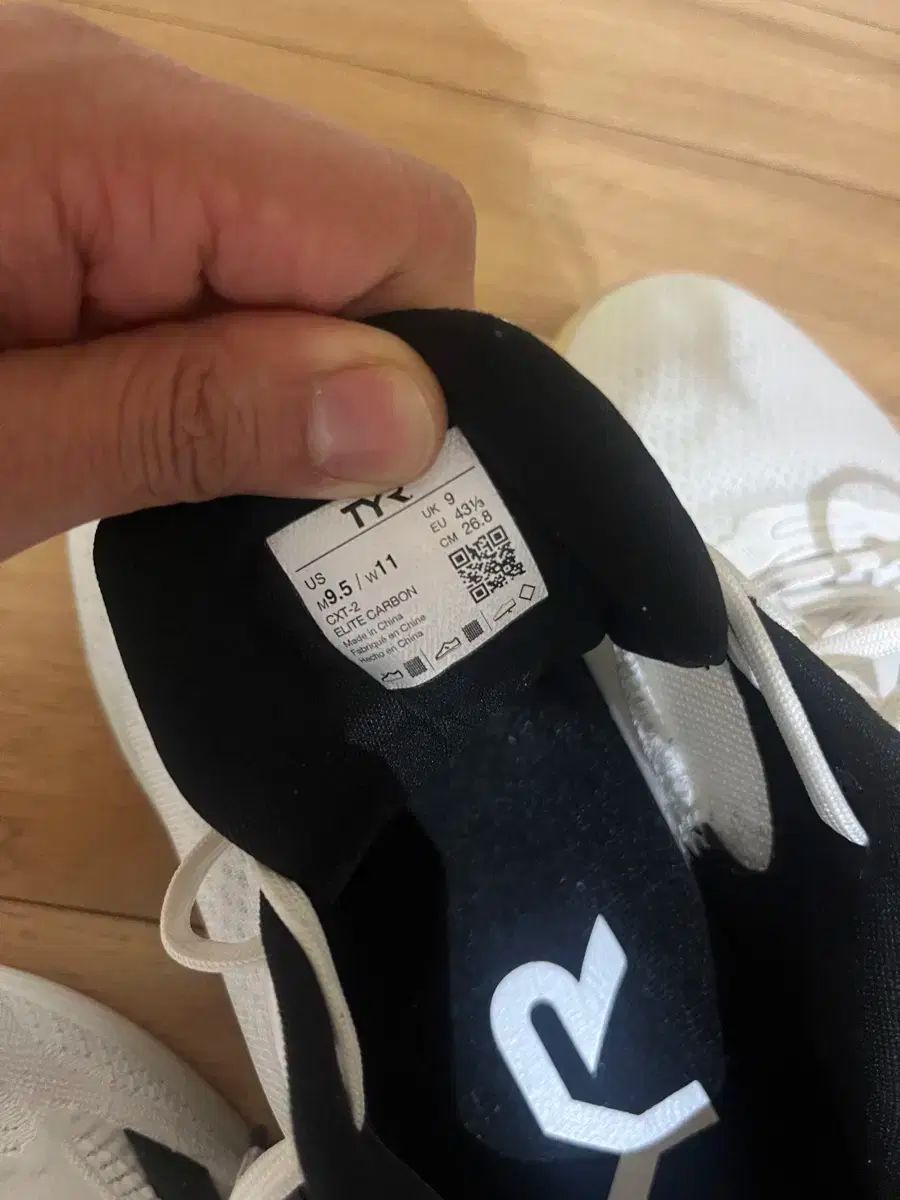 TYR
US
M9.5 / W11
UK 9
EU 43⅓
CM 26.8
CXT-2
ELITE CARBON
Made in China
Fabriqué en Chine
Hecho en China